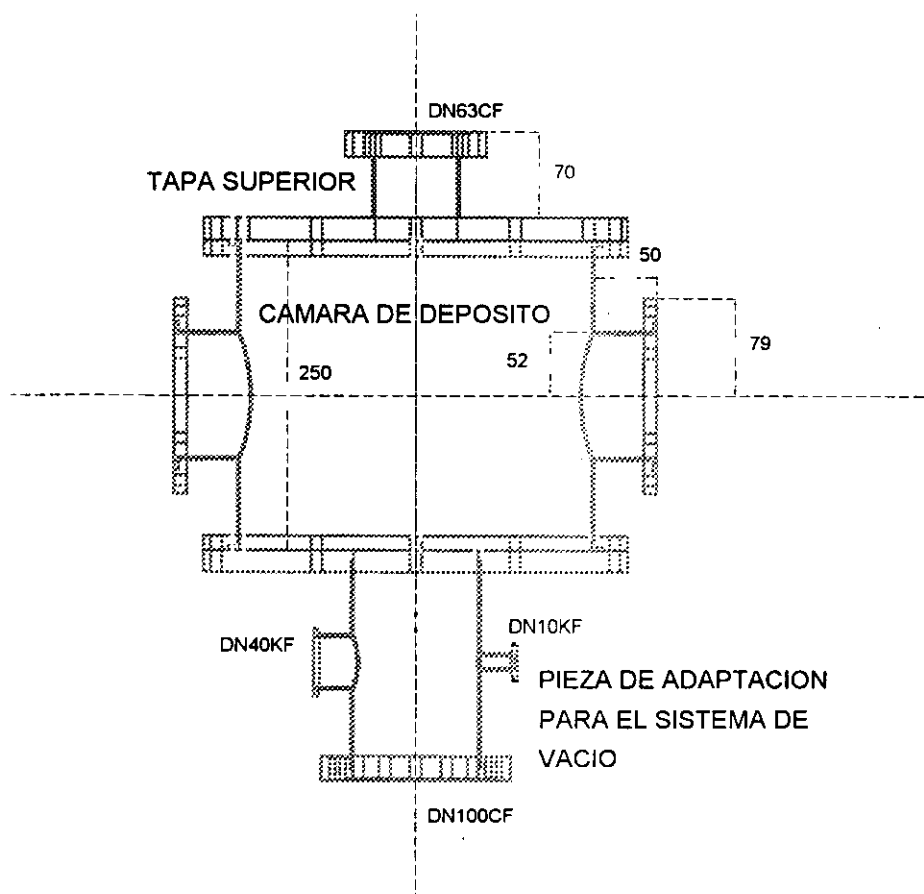 DN63CF
TAPA SUPERIOR
70
50
CAMARA DE DEPOSITO
250
52
79
DN40KF
DN10KF
PIEZA DE ADAPTACION
PARA EL SISTEMA DE
VACIO
DN100CF